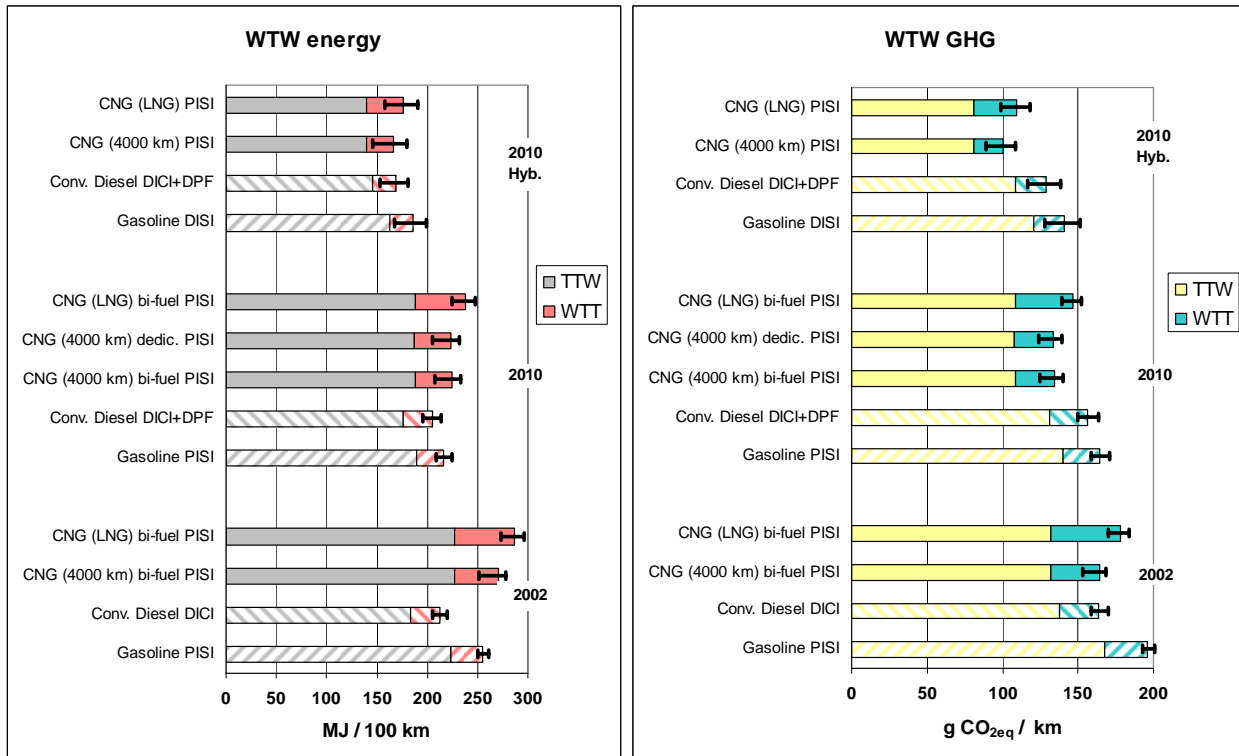 WTW energy
CNG (LNG) PISI
CNG (4000 km) PISI
Conv. Diesel DICI+DPF
Gasoline DISI
CNG (LNG) bi-fuel PISI
CNG (4000 km) dedic. PISI
CNG (4000 km) bi-fuel PISI
Conv. Diesel DICI+DPF
Gasoline PISI
CNG (LNG) bi-fuel PISI
CNG (4000 km) bi-fuel PISI
Conv. Diesel DICI
Gasoline PISI
2010
Hyb.
TTW
WTT
2010
2002
0 50 100 150 200 250 300
MJ / 100 km
WTW GHG
CNG (LNG) PISI
CNG (4000 km) PISI
Conv. Diesel DICI+DPF
Gasoline DISI
CNG (LNG) bi-fuel PISI
CNG (4000 km) dedic. PISI
CNG (4000 km) bi-fuel PISI
Conv. Diesel DICI+DPF
Gasoline PISI
CNG (LNG) bi-fuel PISI
CNG (4000 km) bi-fuel PISI
Conv. Diesel DICI
Gasoline PISI
2010
Hyb.
TTW
WTT
2010
2002
0 50 100 150 200
g CO2eq / km